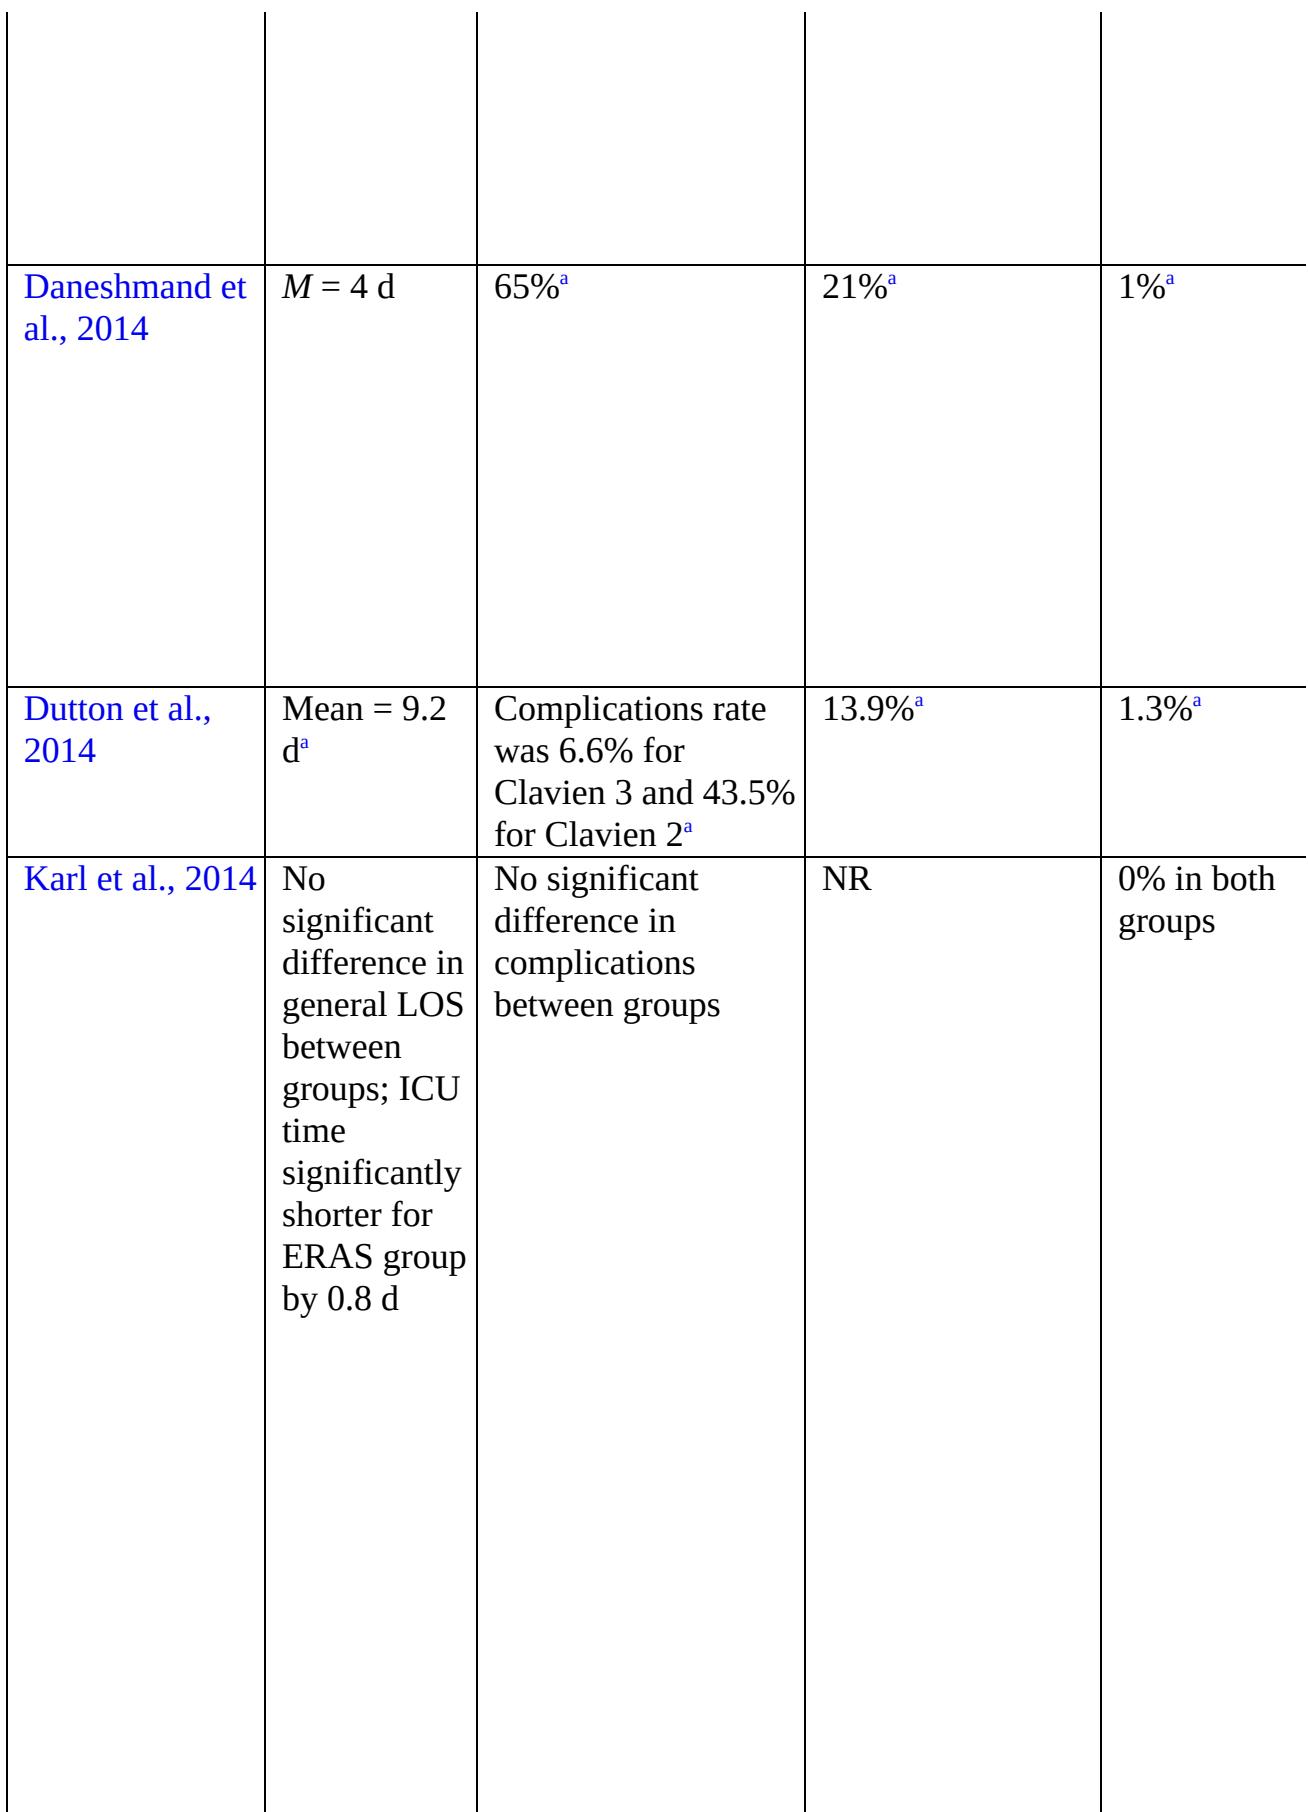 Daneshmand et
al., 2014
M = 4 d
65%a
21%a
1%a
Dutton et al.,
2014
Mean = 9.2
da
Complications rate
was 6.6% for
Clavien 3 and 43.5%
for Clavien 2a
13.9%a
1.3%a
Karl et al., 2014
No
significant
difference in
general LOS
between
groups; ICU
time
significantly
shorter for
ERAS group
by 0.8 d
No significant
difference in
complications
between groups
NR
0% in both
groups